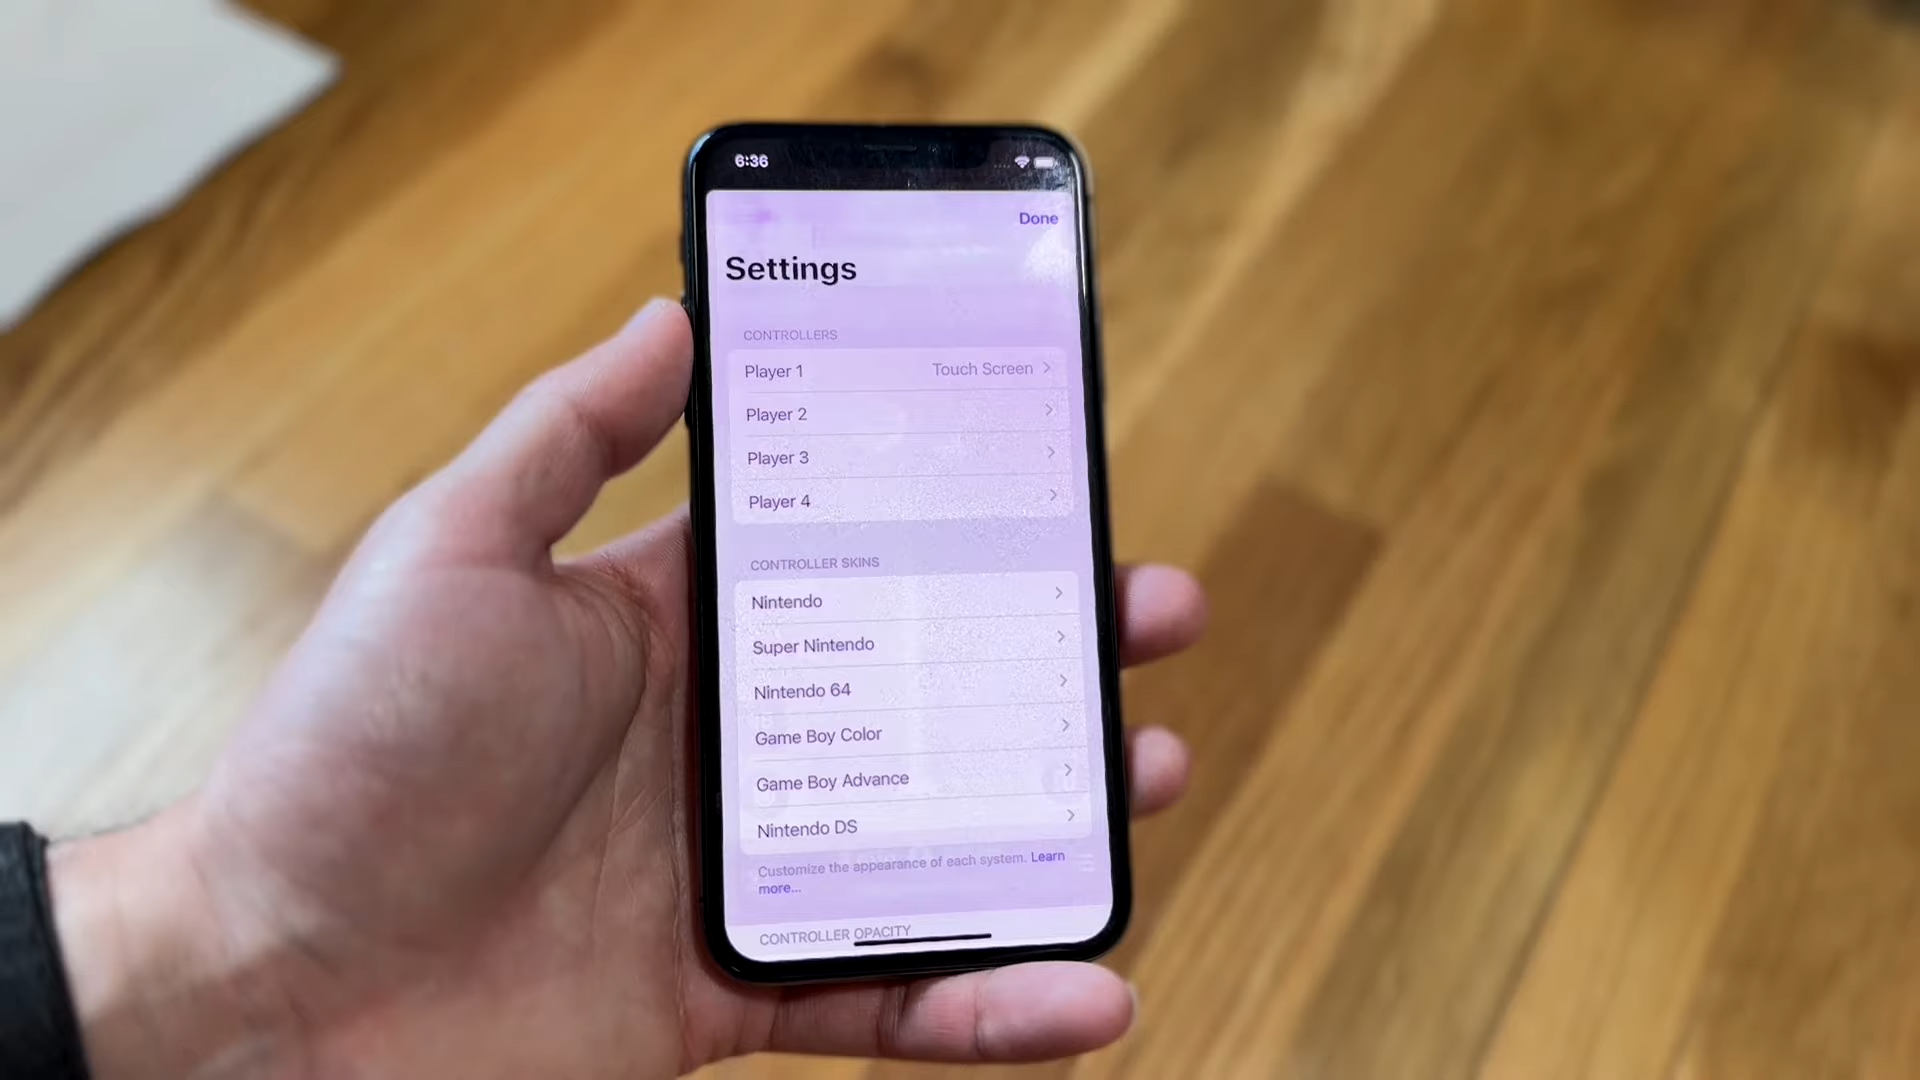 6:36
Done
Settings
CONTROLLERS
Player 1 Touch Screen
Player 2
Player 3
Player 4
CONTROLLER SKINS
Nintendo
Super Nintendo
Nintendo 64
Game Boy Color
Game Boy Advance
Nintendo DS
Customize the appearance of each system. Learn
more...
CONTROLLER OPACITY